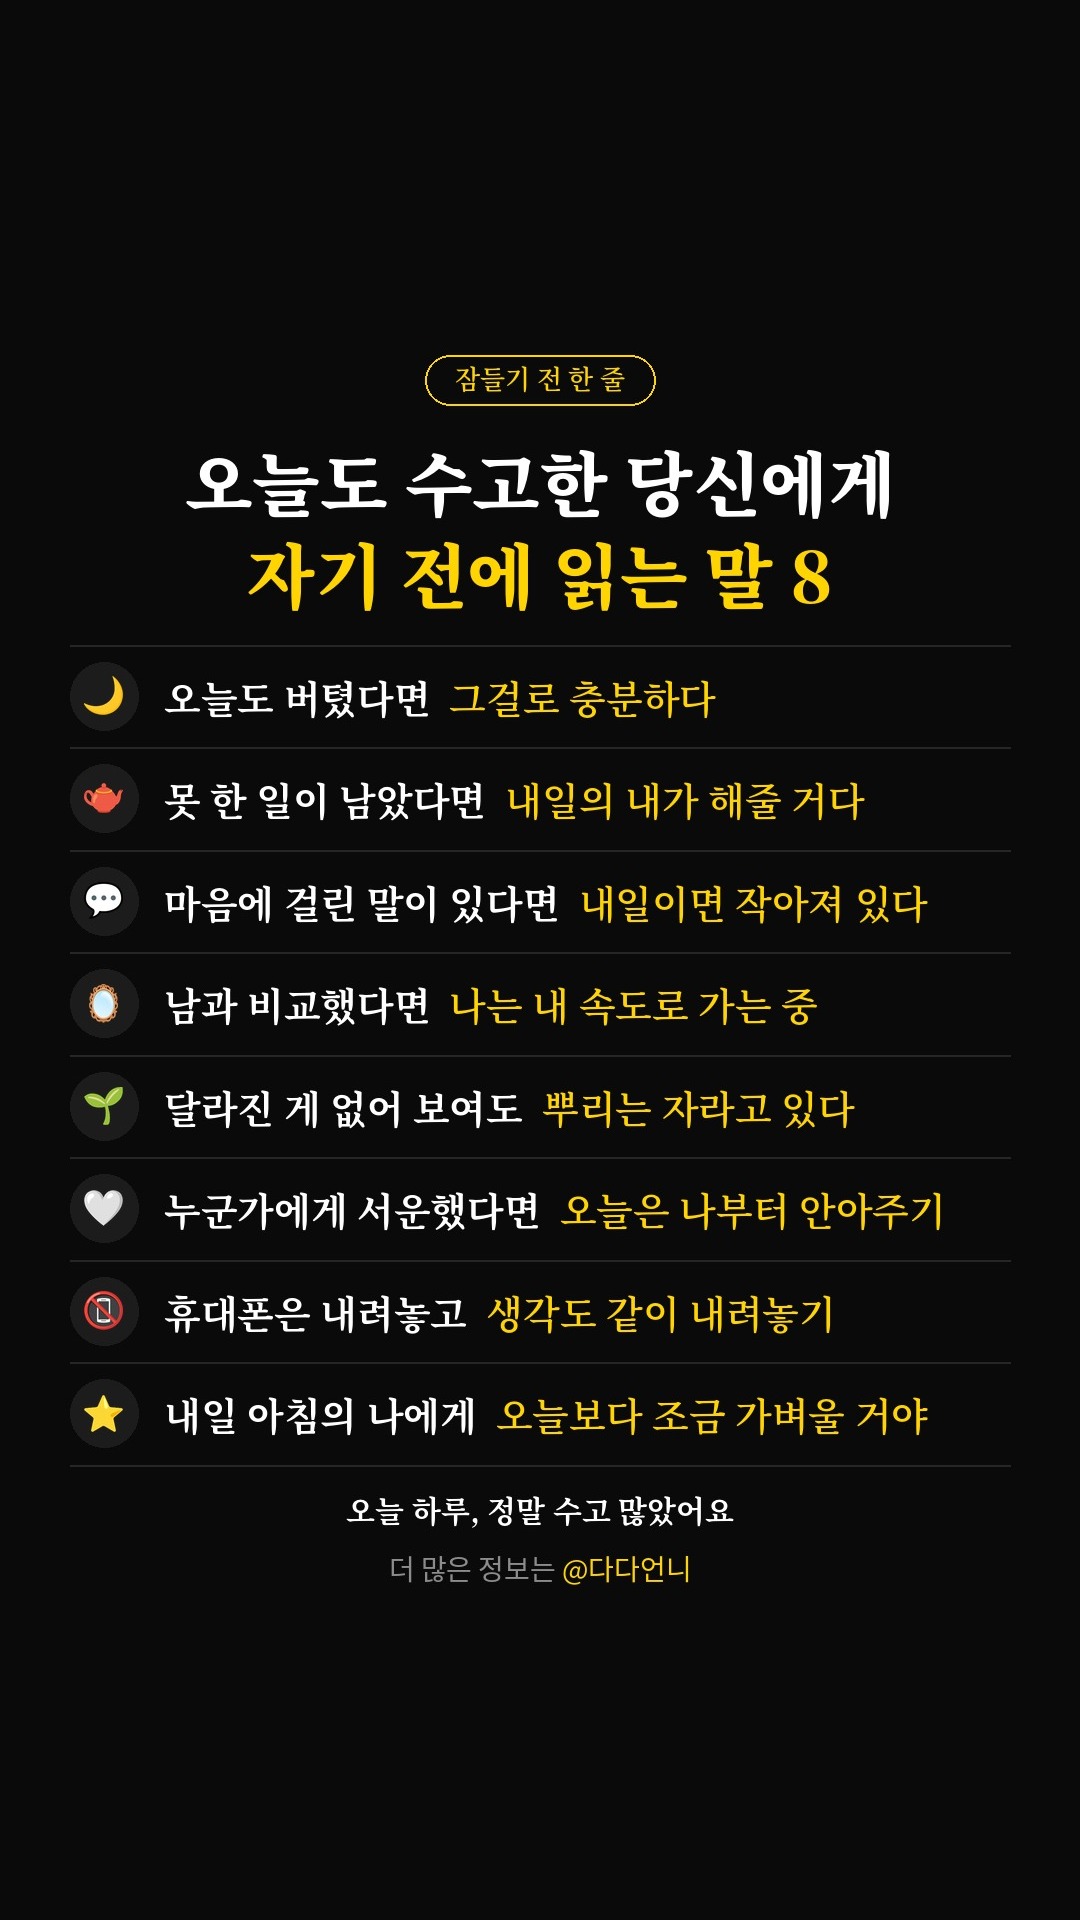 잠들기 전 한 줄
오늘도 수고한 당신에게
자기 전에 읽는 말 8
오늘도 버텼다면 그걸로 충분하다
못 한 일이 남았다면 내일의 내가 해줄 거다
마음에 걸린 말이 있다면 내일이면 작아져 있다
남과 비교했다면 나는 내 속도로 가는 중
달라진 게 없어 보여도 뿌리는 자라고 있다
누군가에게 서운했다면 오늘은 나부터 안아주기
휴대폰은 내려놓고 생각도 같이 내려놓기
내일 아침의 나에게 오늘보다 조금 가벼울 거야
오늘 하루, 정말 수고 많았어요
더 많은 정보는 @다다언니